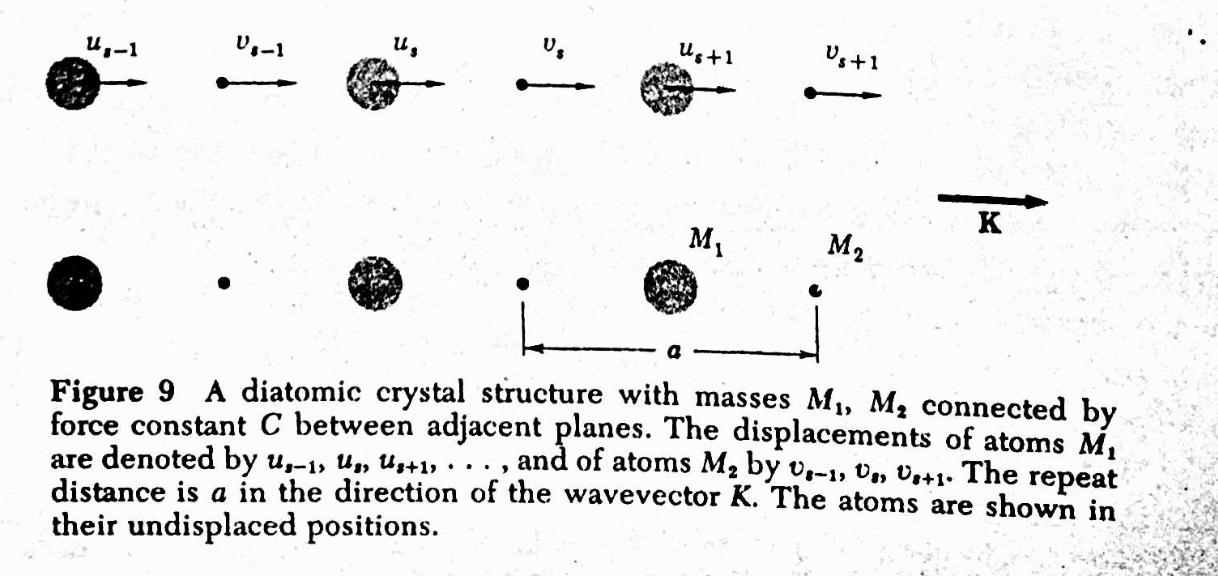 u_{s-1} v_{s-1} u_s v_s u_{s+1} v_{s+1}
K
M_1 M_2
a
Figure 9 A diatomic crystal structure with masses M_1, M_2 connected by
force constant C between adjacent planes. The displacements of atoms M_1
are denoted by u_{s-1}, u_s, u_{s+1}, . . . , and of atoms M_2 by v_{s-1}, v_s, v_{s+1}. The repeat
distance is a in the direction of the wavevector K. The atoms are shown in
their undisplaced positions.